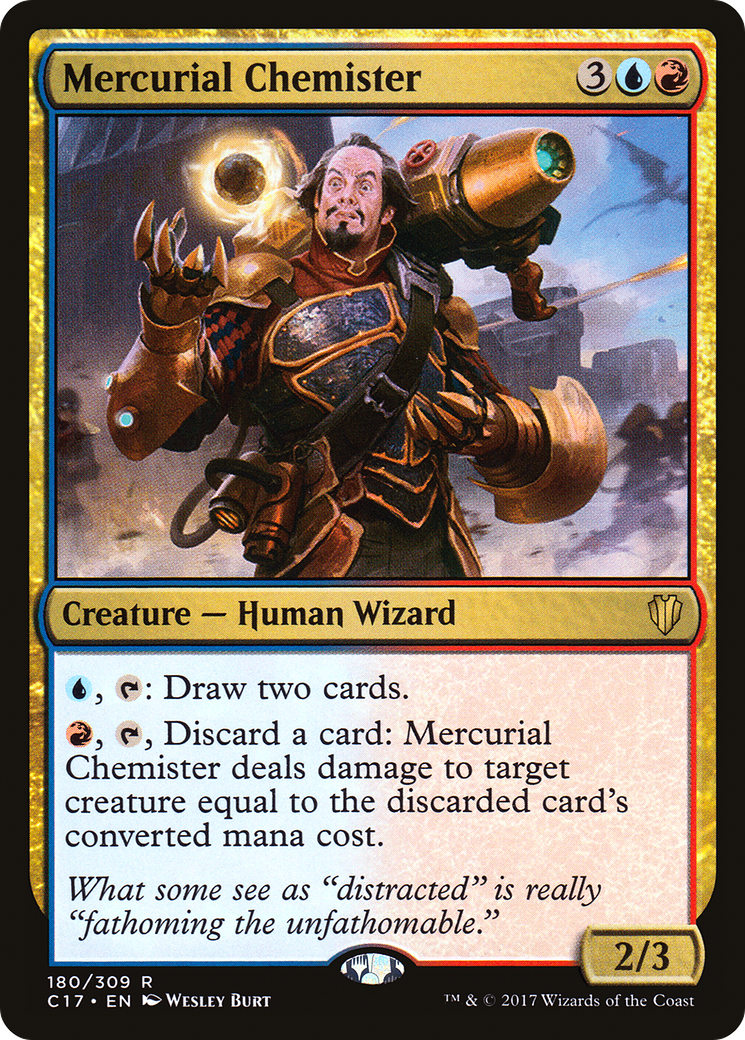 Mercurial Chemister 3
Creature — Human Wizard
, : Draw two cards.
, , Discard a card: Mercurial
Chemister deals damage to target
creature equal to the discarded card's
converted mana cost.
What some see as “distracted” is really
“fathoming the unfathomable.”
2/3
180/309 R
C17 • EN Wesley Burt
™ & © 2017 Wizards of the Coast